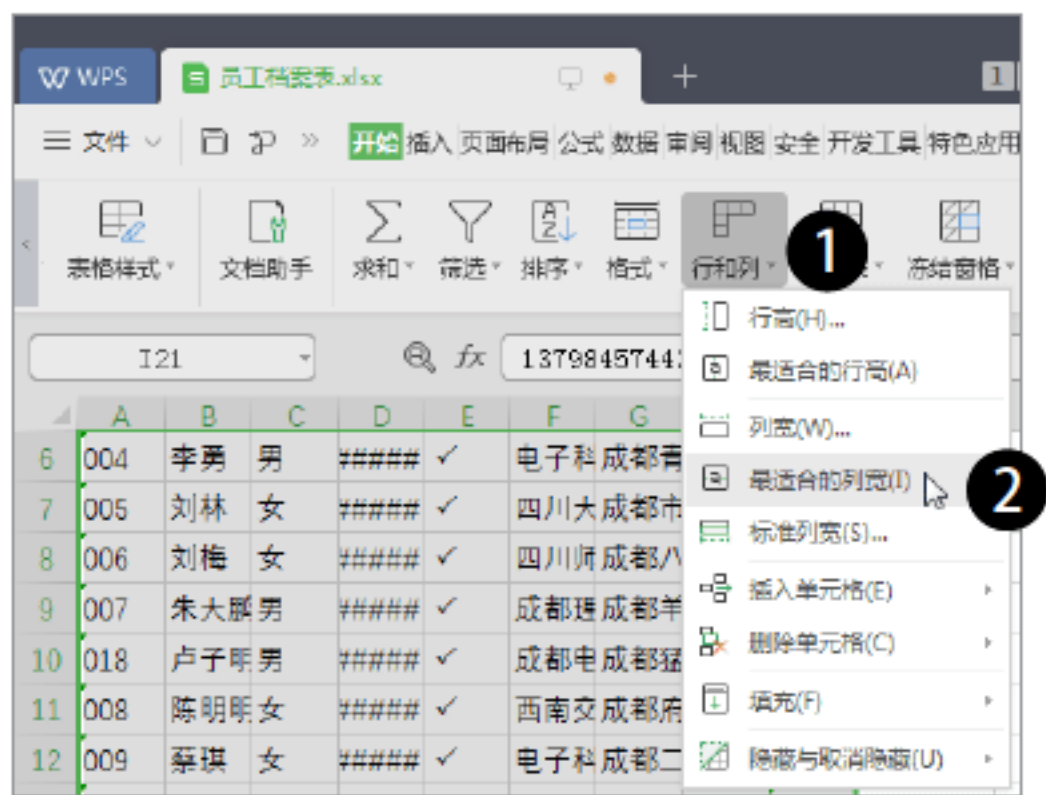 WPS 员工档案表.xlsx 1
文件 开始 插入 页面布局 公式 数据 审阅 视图 安全 开发工具 特色应用
表格样式 文档助手 求和 筛选 排序 格式 行和列 1 冻结窗格
行高(H)...
I21 fx 1379845744
最适合的行高(A)
A B C D E F G
列宽(W)...
6 004 李勇 男 ##### ✓ 电子科 成都青
最适合的列宽(I) 2
7 005 刘林 女 ##### ✓ 四川大 成都市
标准列宽(S)...
8 006 刘梅 女 ##### ✓ 四川师 成都八
插入单元格(E)
9 007 朱大鹏 男 ##### ✓ 成都理 成都羊
删除单元格(C)
10 018 卢子明 男 ##### ✓ 成都电 成都猛
填充(F)
11 008 陈明明 女 ##### ✓ 西南交 成都府
隐藏与取消隐藏(U)
12 009 蔡琪 女 ##### ✓ 电子科 成都二